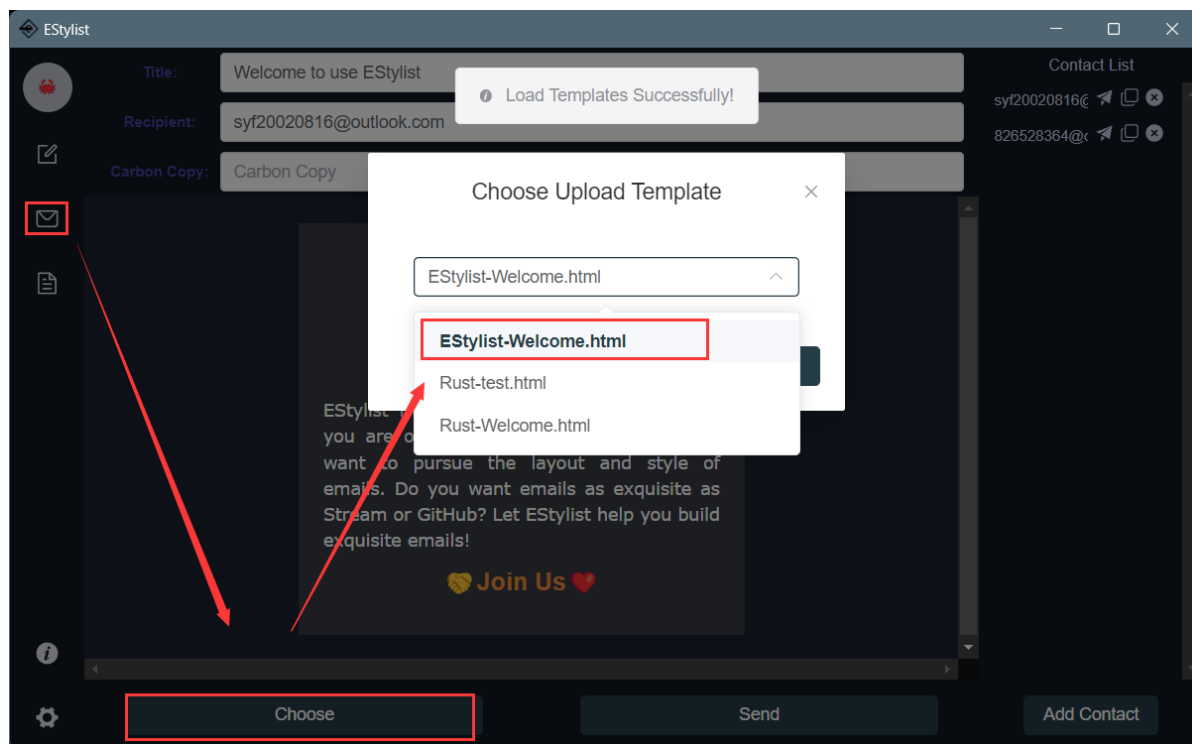 EStylist
Title:
Welcome to use EStylist
Load Templates Successfully!
Contact List
Recipient:
syf20020816@outlook.com
syf20020816@
826528364@
Carbon Copy:
Carbon Copy
Choose Upload Template
EStylist-Welcome.html
EStylist-Welcome.html
Rust-test.html
Rust-Welcome.html
EStylist
you are
want to pursue the layout and style of
emails. Do you want emails as exquisite as
Stream or GitHub? Let EStylist help you build
exquisite emails!
Join Us
Choose
Send
Add Contact